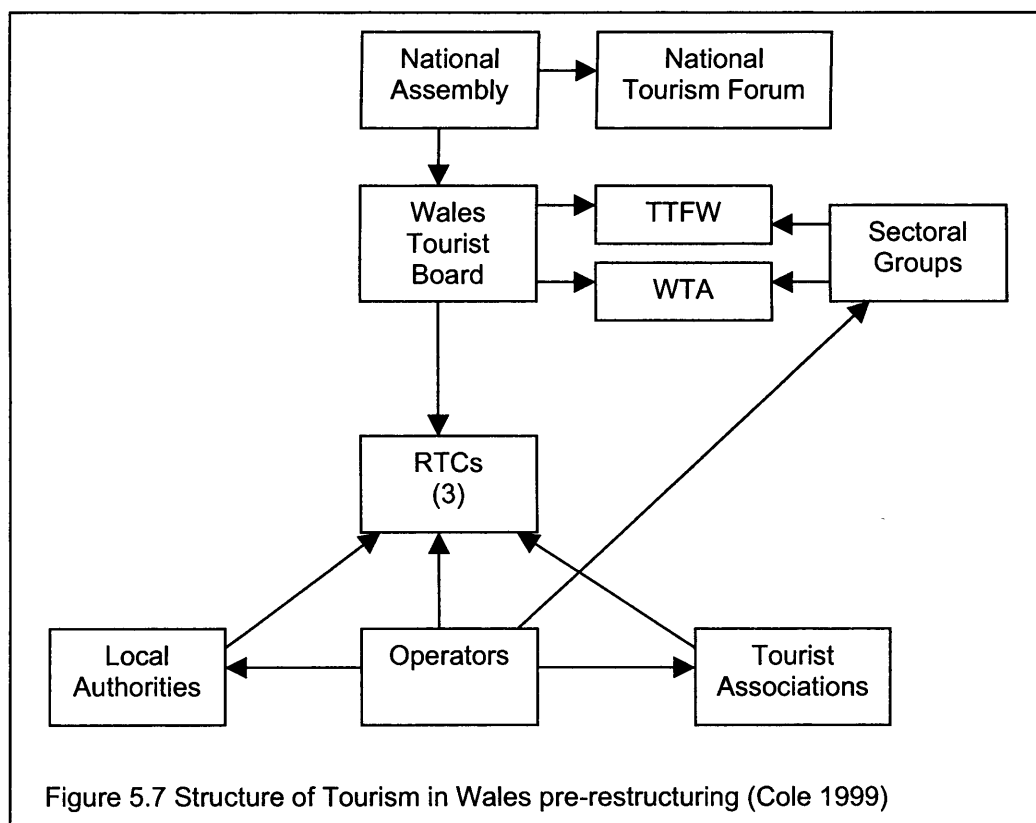 National
Assembly
National
Tourism Forum
Wales
Tourist
Board
TTFW
WTA
Sectoral
Groups
RTCs
(3)
Local
Authorities
Operators
Tourist
Associations
Figure 5.7 Structure of Tourism in Wales pre-restructuring (Cole 1999)